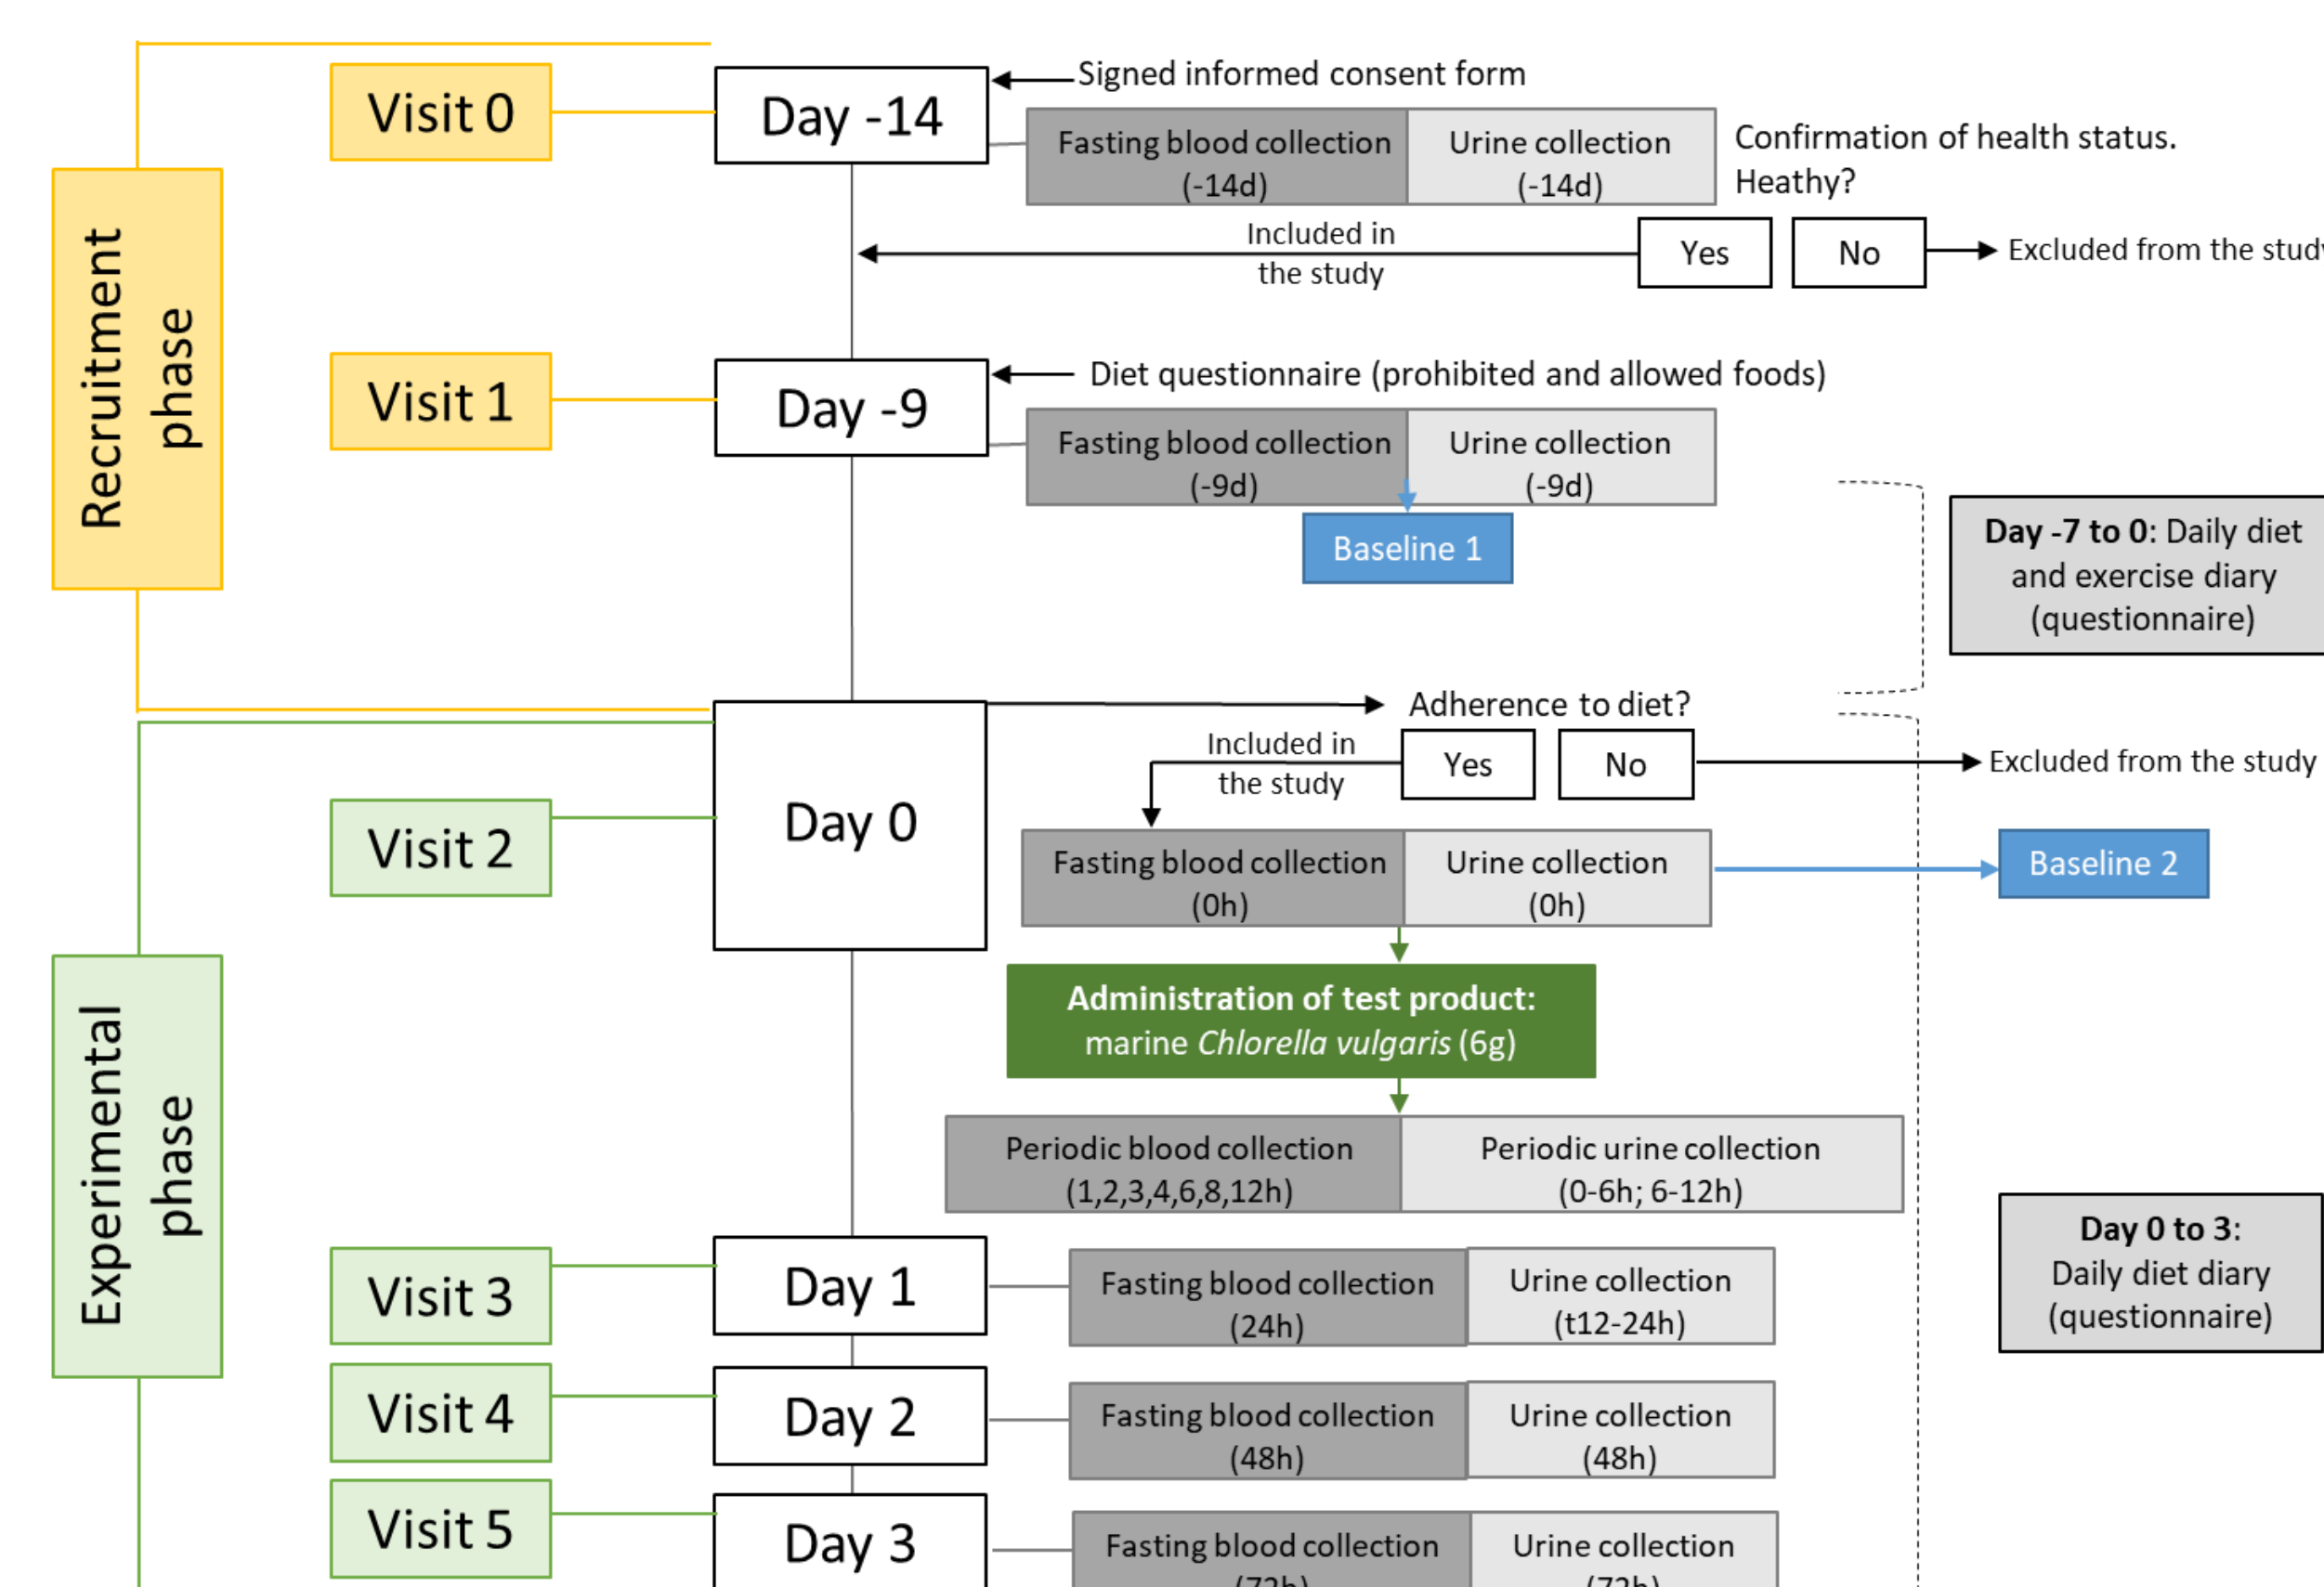 Recruitment
phase
Visit 0
Day -14
Signed informed consent form
Fasting blood collection
(-14d)
Urine collection
(-14d)
Confirmation of health status.
Heathy?
Included in
the study
Yes
No
Excluded from the study
Visit 1
Day -9
Diet questionnaire (prohibited and allowed foods)
Fasting blood collection
(-9d)
Urine collection
(-9d)
Baseline 1
Day -7 to 0: Daily diet
and exercise diary
(questionnaire)
Experimental
phase
Visit 2
Day 0
Adherence to diet?
Included in
the study
Yes
No
Excluded from the study
Fasting blood collection
(0h)
Urine collection
(0h)
Baseline 2
Administration of test product:
marine Chlorella vulgaris (6g)
Periodic blood collection
(1,2,3,4,6,8,12h)
Periodic urine collection
(0-6h; 6-12h)
Day 0 to 3:
Daily diet diary
(questionnaire)
Visit 3
Day 1
Fasting blood collection
(24h)
Urine collection
(t12-24h)
Visit 4
Day 2
Fasting blood collection
(48h)
Urine collection
(48h)
Visit 5
Day 3
Fasting blood collection
(72h)
Urine collection
(72h)